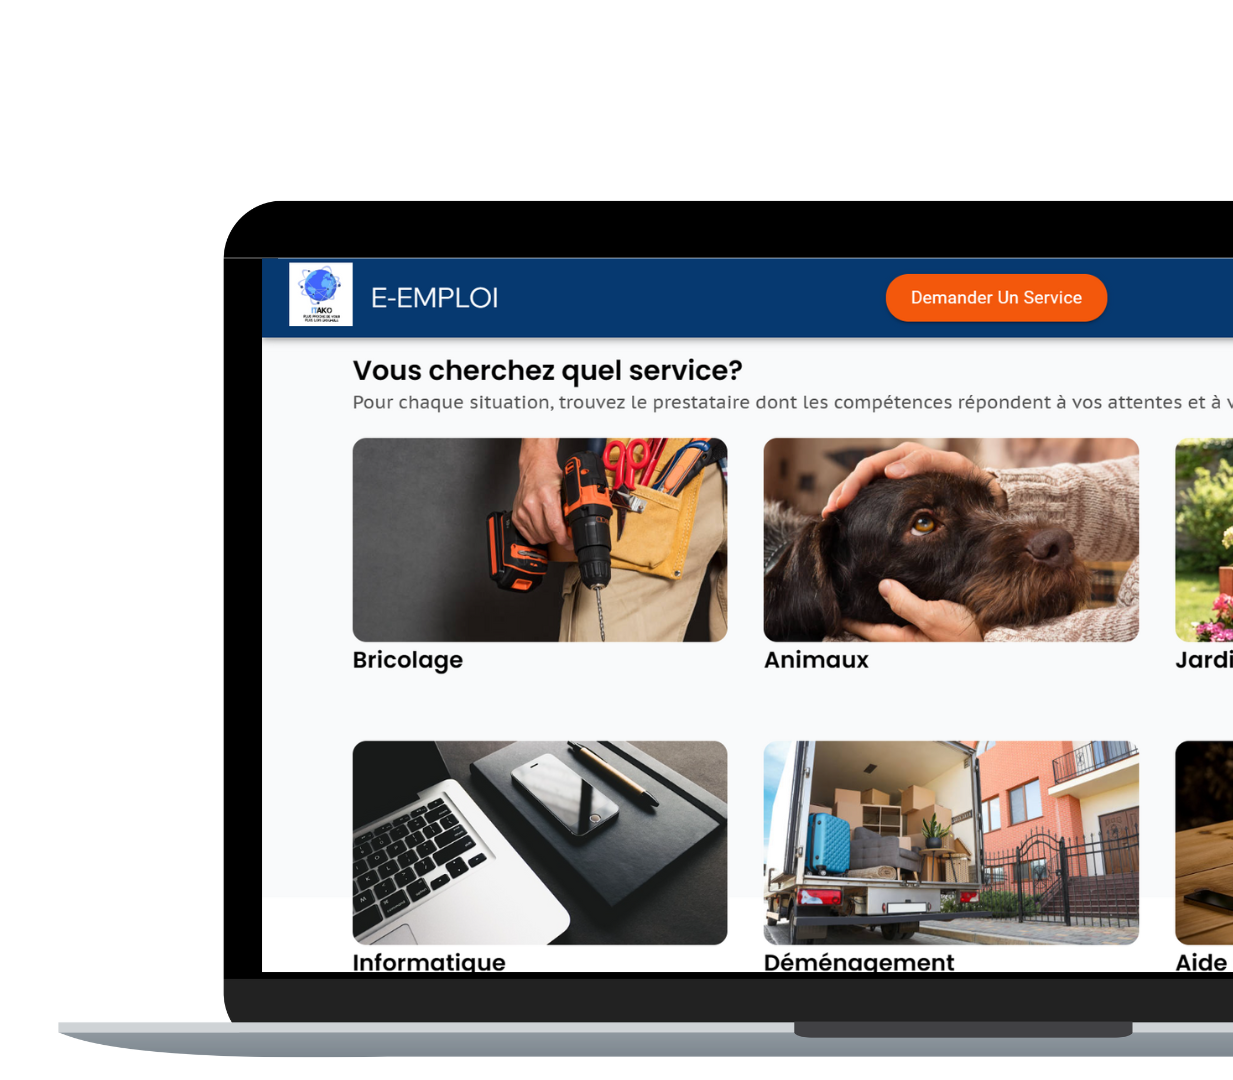 ITAKO
E-EMPLOI
Demander Un Service
Vous cherchez quel service?
Pour chaque situation, trouvez le prestataire dont les compétences répondent à vos attentes et à
Bricolage
Animaux
Jardi
Informatique
Déménagement
Aide